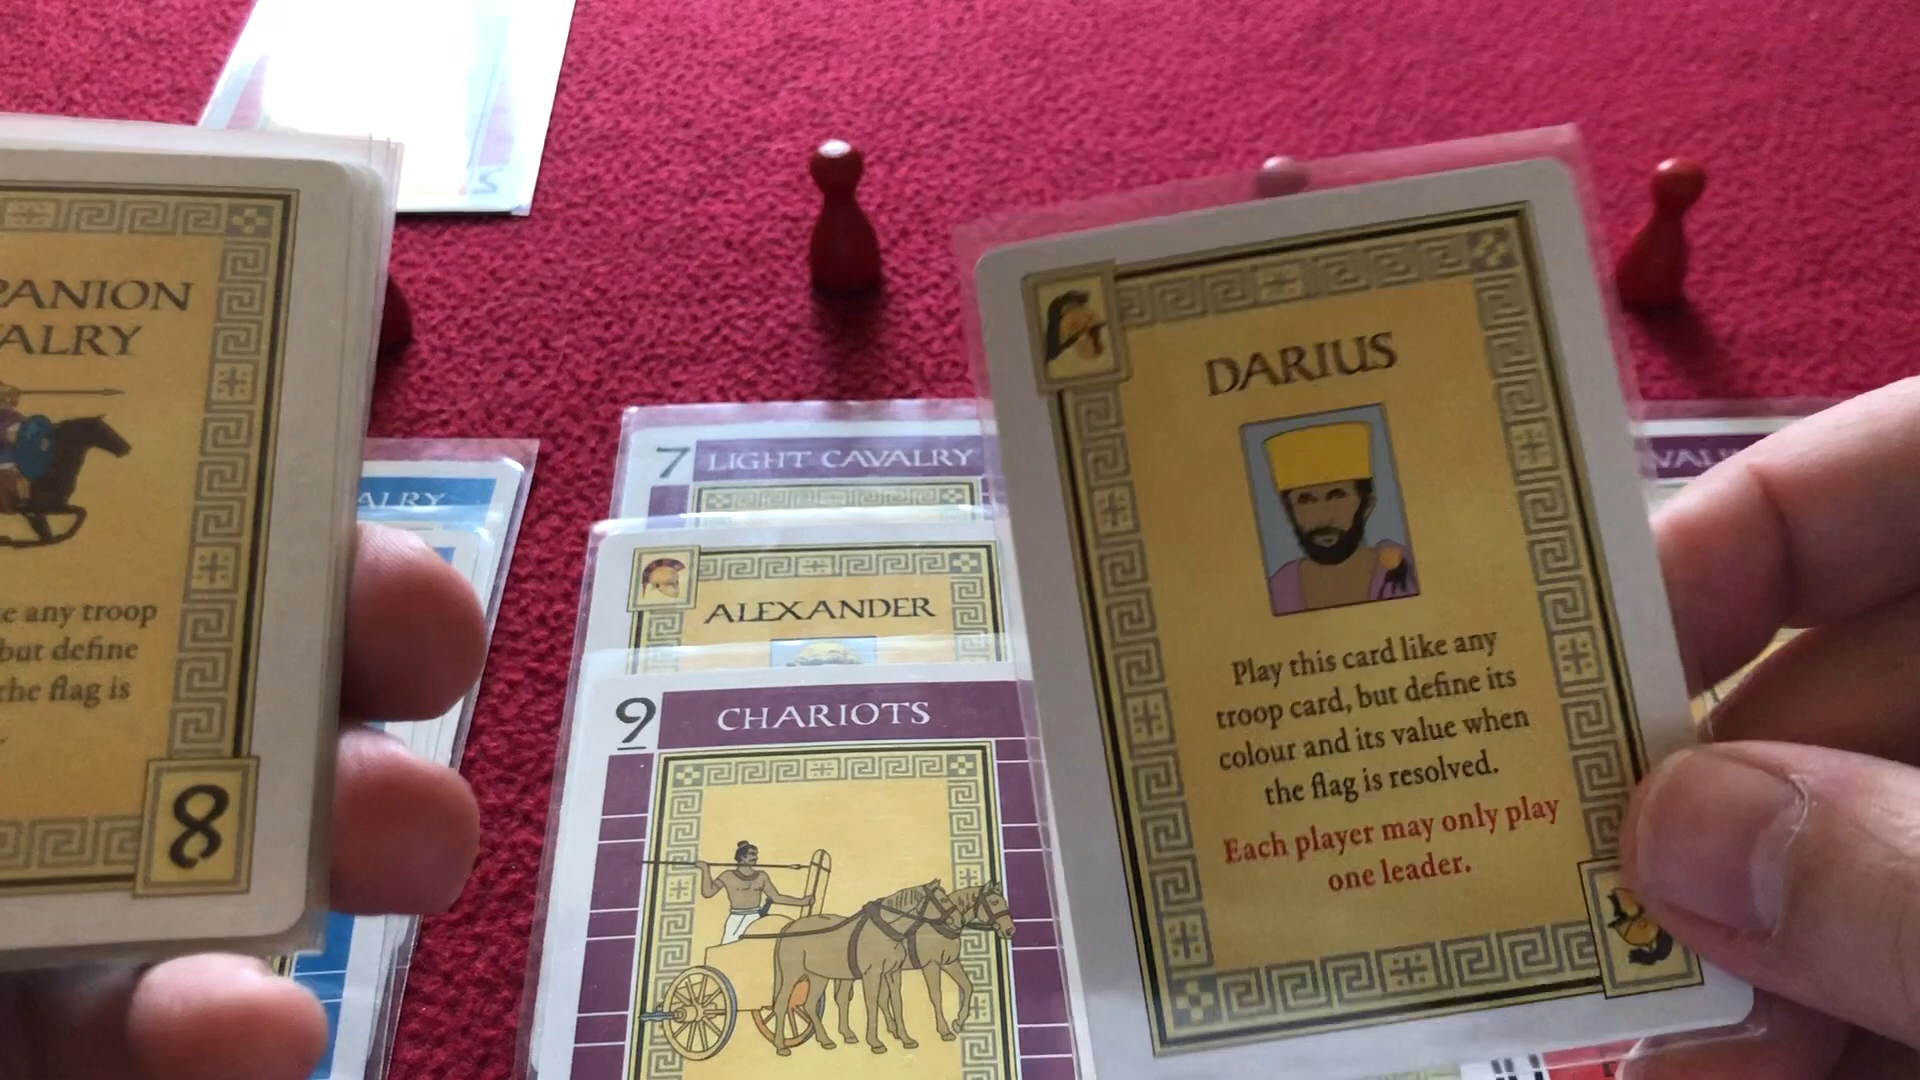 PANION
ALRY
e any troop
but define
the flag is
8
ALRY
7 LIGHT CAVALRY
ALEXANDER
9 CHARIOTS
DARIUS
Play this card like any
troop card, but define its
colour and its value when
the flag is resolved.
Each player may only play
one leader.